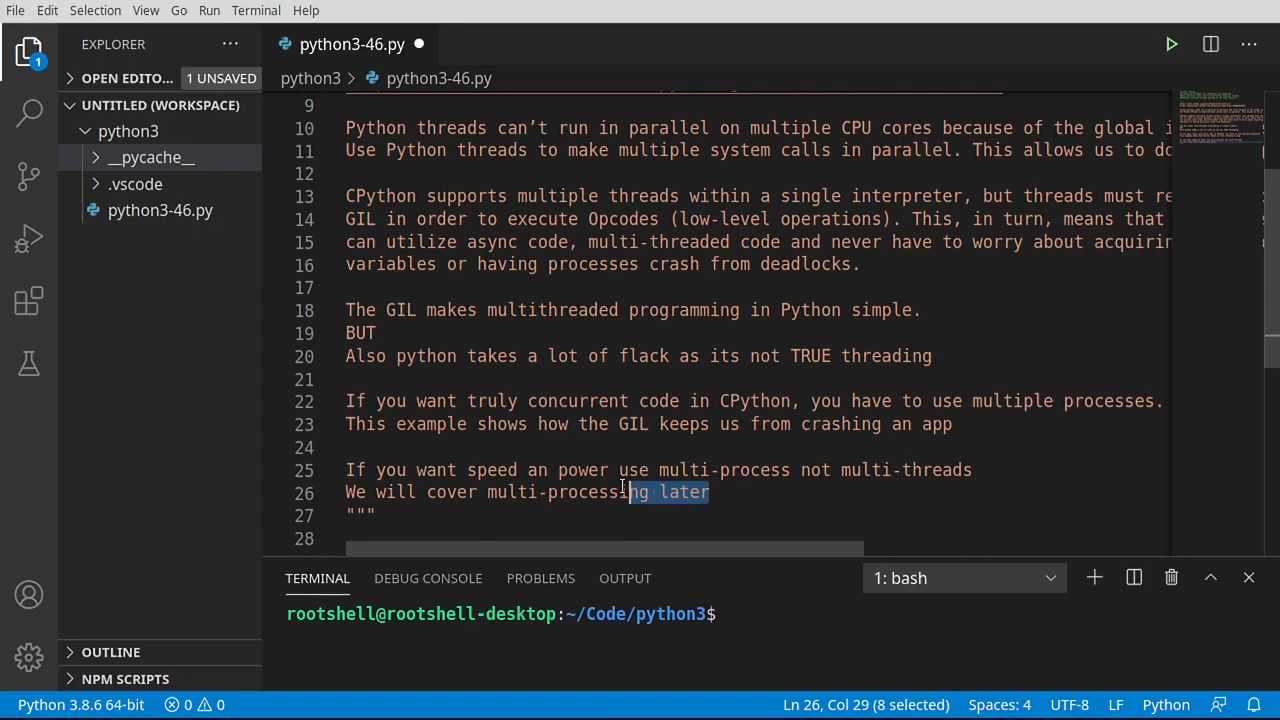 File Edit Selection View Go Run Terminal Help
EXPLORER
python3-46.py
1
OPEN EDITO... 1 UNSAVED
python3 > python3-46.py
UNTITLED (WORKSPACE)
python3
__pycache__
.vscode
python3-46.py
9
10 Python threads can’t run in parallel on multiple CPU cores because of the global i
11 Use Python threads to make multiple system calls in parallel. This allows us to do
12
13 CPython supports multiple threads within a single interpreter, but threads must re
14 GIL in order to execute Opcodes (low-level operations). This, in turn, means that
15 can utilize async code, multi-threaded code and never have to worry about acquirin
16 variables or having processes crash from deadlocks.
17
18 The GIL makes multithreaded programming in Python simple.
19 BUT
20 Also python takes a lot of flack as its not TRUE threading
21
22 If you want truly concurrent code in CPython, you have to use multiple processes.
23 This example shows how the GIL keeps us from crashing an app
24
25 If you want speed an power use multi-process not multi-threads
26 We will cover multi-processing later
27 """
28
TERMINAL DEBUG CONSOLE PROBLEMS OUTPUT 1: bash
rootshell@rootshell-desktop:~/Code/python3$
OUTLINE
NPM SCRIPTS
Python 3.8.6 64-bit 0 0 Ln 26, Col 29 (8 selected) Spaces: 4 UTF-8 LF Python